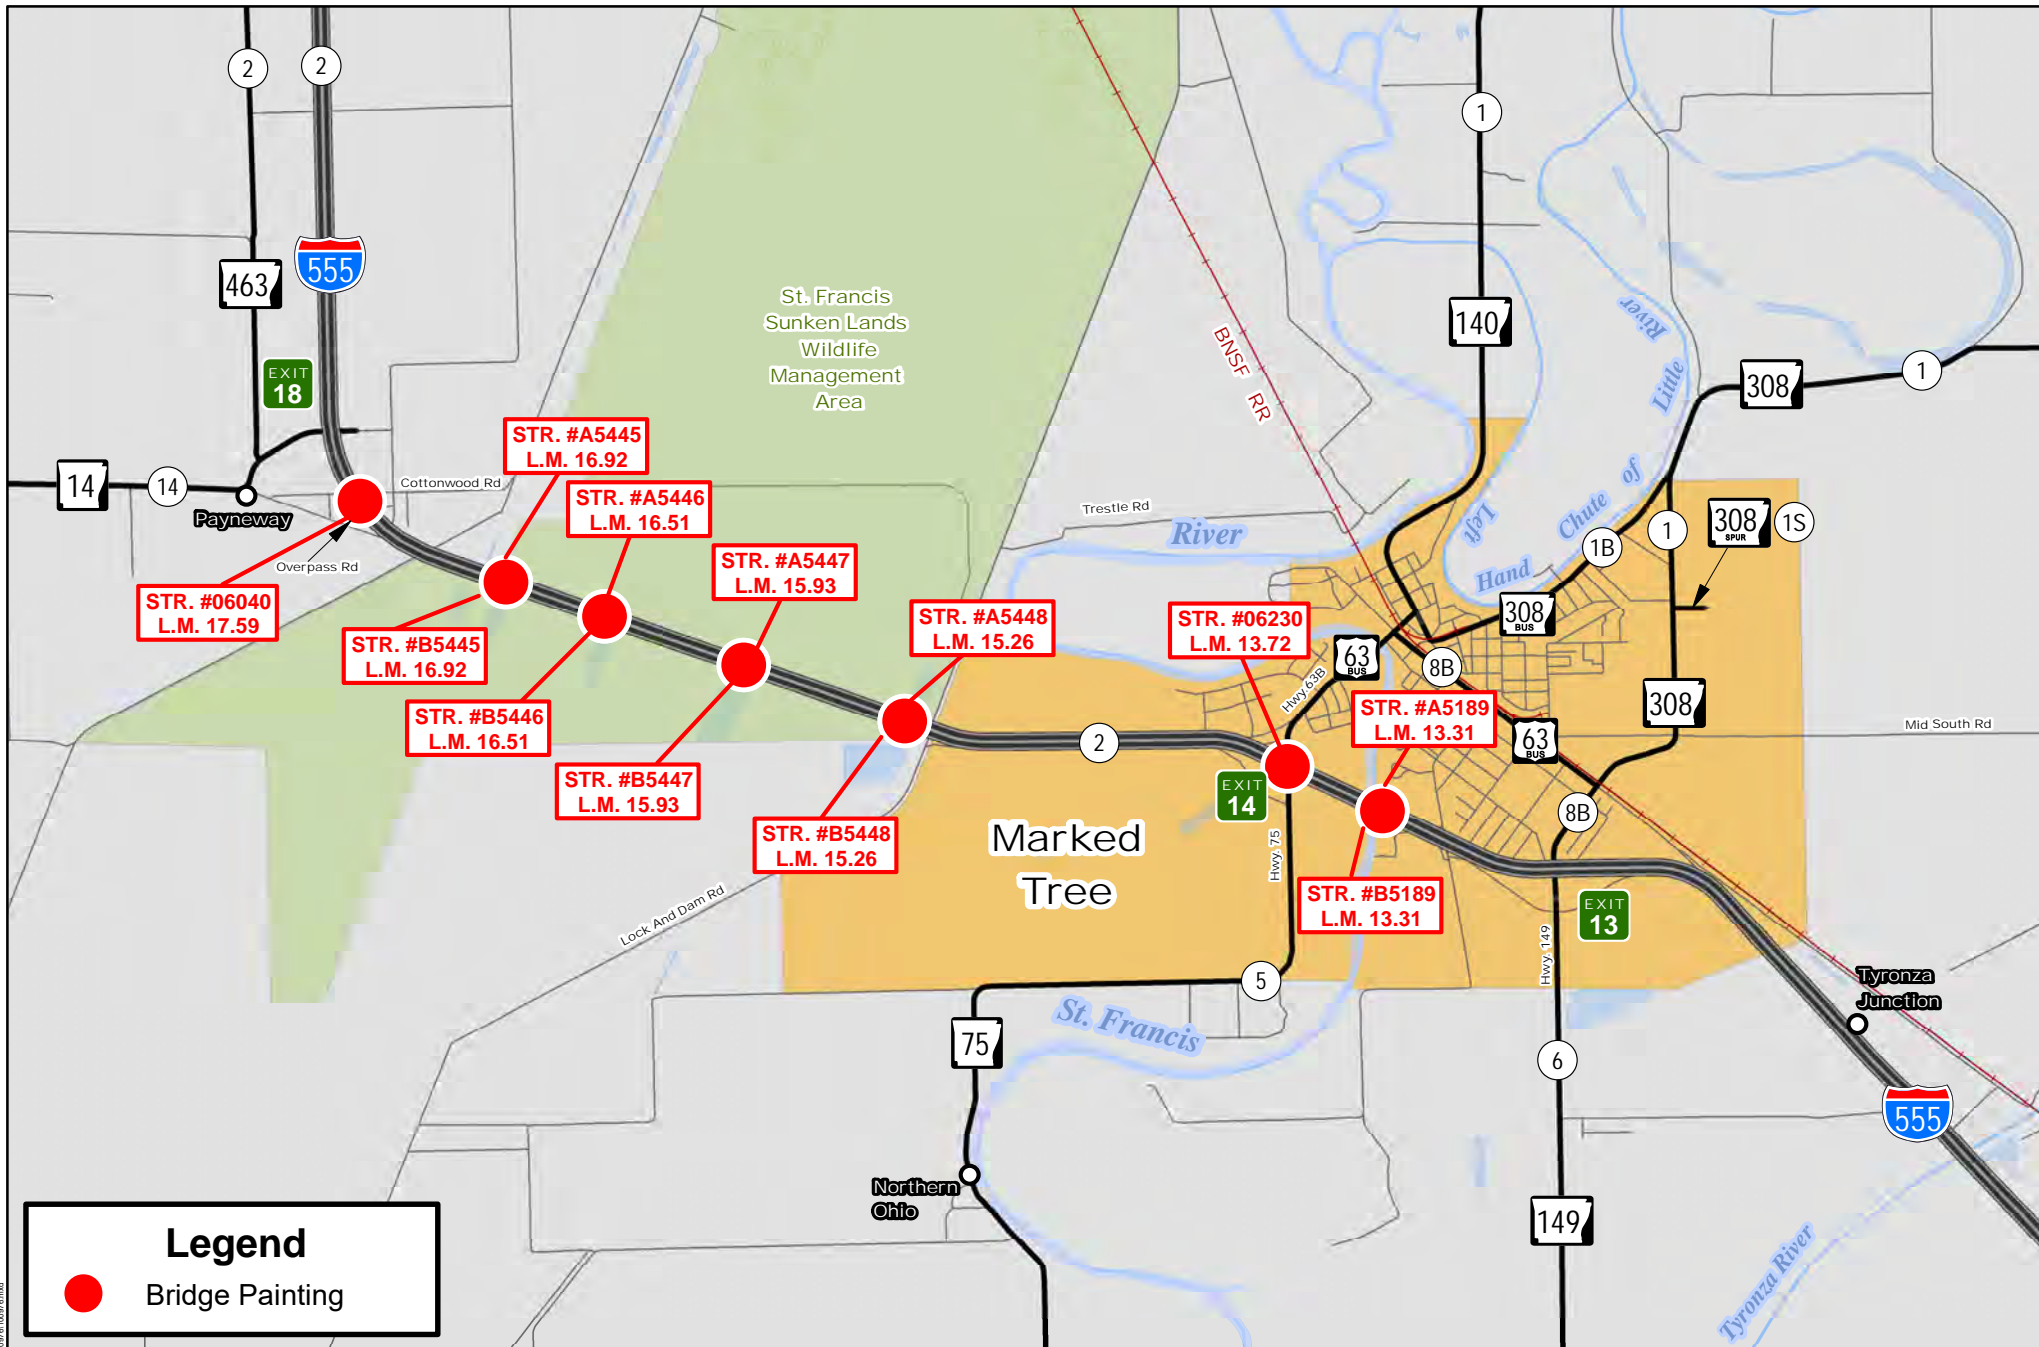 2
2
1
463
555
140
St. Francis
Sunken Lands
Wildlife
Management
Area
BNSF RR
River
Little
308
1
EXIT
18
STR. #A5445
L.M. 16.92
14
14
Payneway
Cottonwood Rd
STR. #A5446
L.M. 16.51
Trestle Rd
River
Left
Hand
Chute of
1B
1
308
SPUR
1S
Overpass Rd
STR. #A5447
L.M. 15.93
STR. #06040
L.M. 17.59
STR. #B5445
L.M. 16.92
STR. #A5448
L.M. 15.26
STR. #06230
L.M. 13.72
308
BUS
63
BUS
8B
Hwy 63B
STR. #B5446
L.M. 16.51
STR. #A5189
L.M. 13.31
308
Mid South Rd
2
63
BUS
STR. #B5447
L.M. 15.93
EXIT
14
8B
STR. #B5448
L.M. 15.26
Marked
Tree
Hwy. 75
STR. #B5189
L.M. 13.31
EXIT
13
Lock And Dam Rd
Hwy. 149
5
Tyronza
Junction
St. Francis
75
6
555
Northern
Ohio
149
Tyronza River
Legend
Bridge Painting